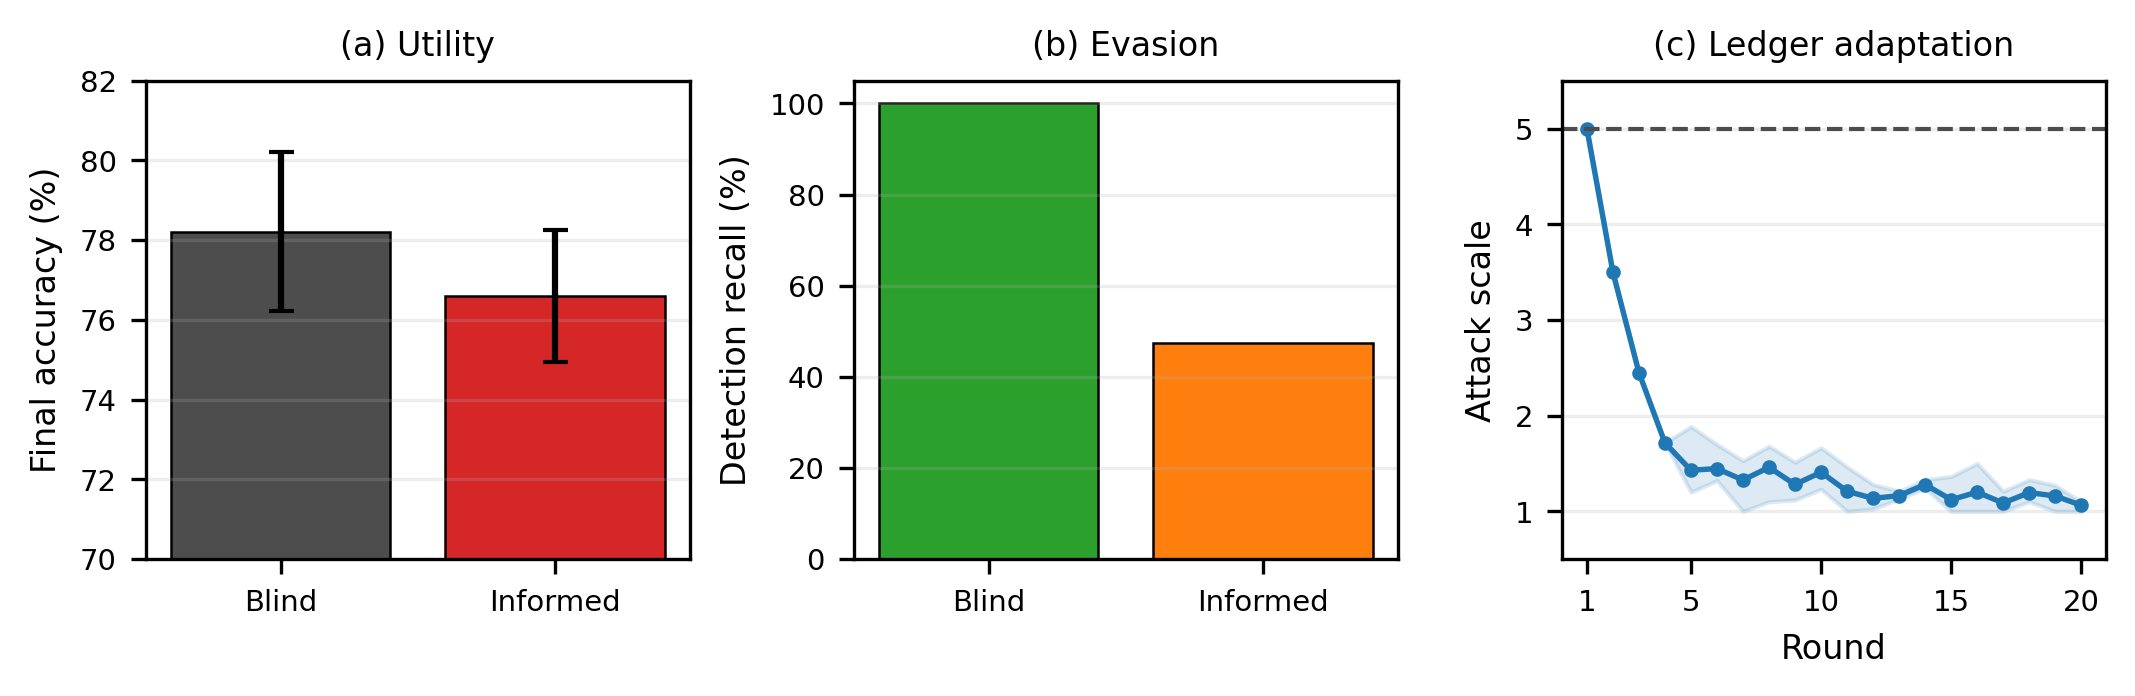 (a) Utility
Final accuracy (%)
82
80
78
76
74
72
70
Blind Informed
(b) Evasion
Detection recall (%)
100
80
60
40
20
0
Blind Informed
(c) Ledger adaptation
Attack scale
5
4
3
2
1
1 5 10 15 20
Round